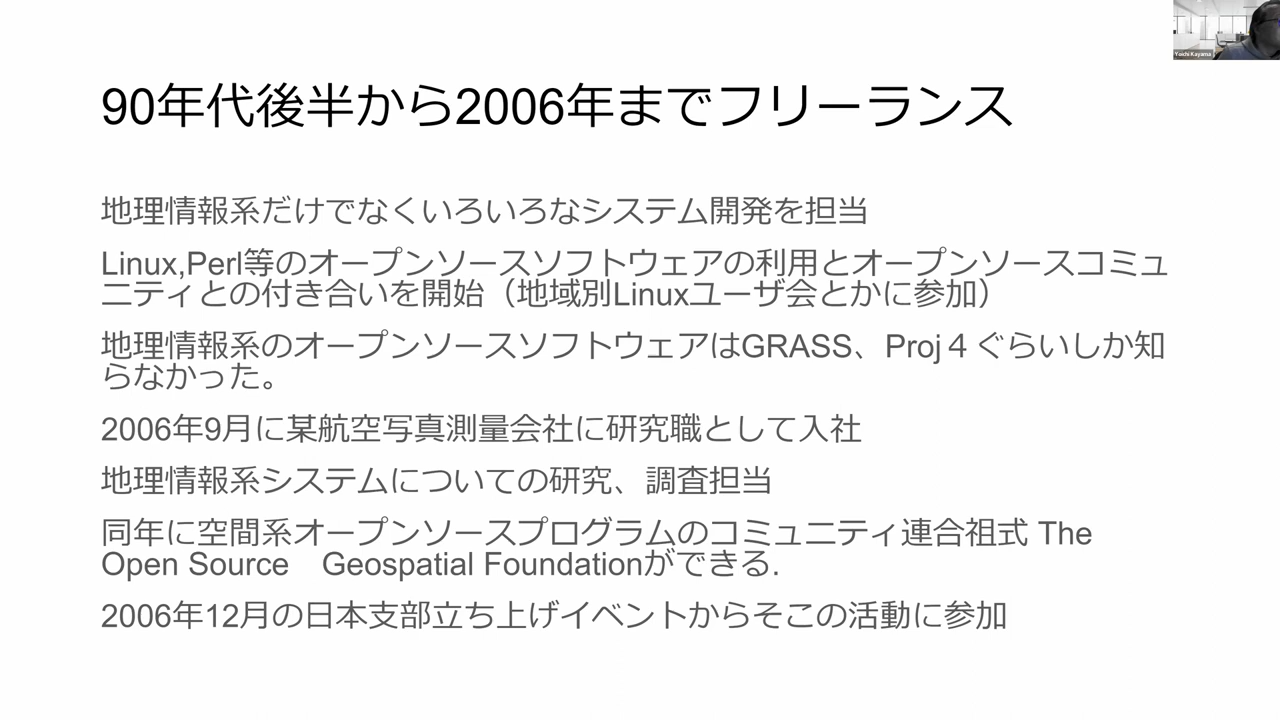 90年代後半から2006年までフリーランス
地理情報系だけでなくいろいろなシステム開発を担当
Linux,Perl等のオープンソースソフトウェアの利用とオープンソースコミュ
ニティとの付き合いを開始（地域別Linuxユーザ会とかに参加）
地理情報系のオープンソースソフトウェアはGRASS、Proj４ぐらいしか知
らなかった。
2006年9月に某航空写真測量会社に研究職として入社
地理情報系システムについての研究、調査担当
同年に空間系オープンソースプログラムのコミュニティ連合祖式 The
Open Source　Geospatial Foundationができる.
2006年12月の日本支部立ち上げイベントからそこの活動に参加
Yoichi Kayama